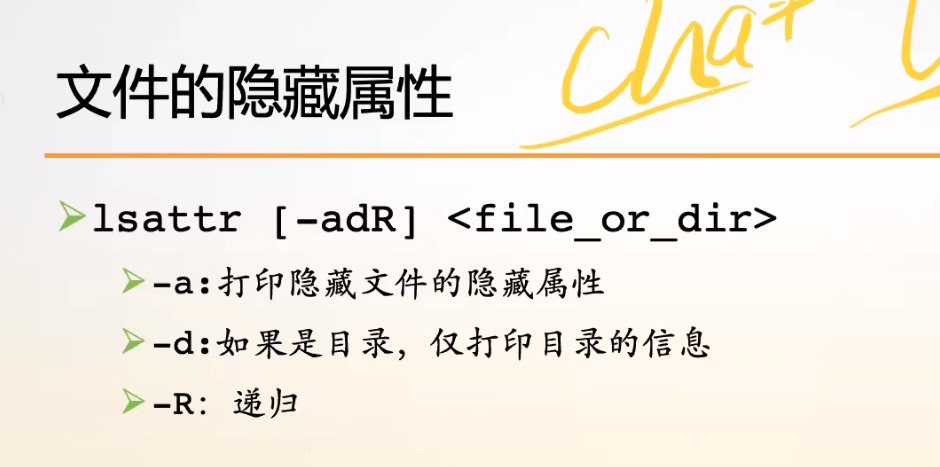 文件的隐藏属性
lsattr [-adR] <file_or_dir>
-a:打印隐藏文件的隐藏属性
-d:如果是目录，仅打印目录的信息
-R: 递归